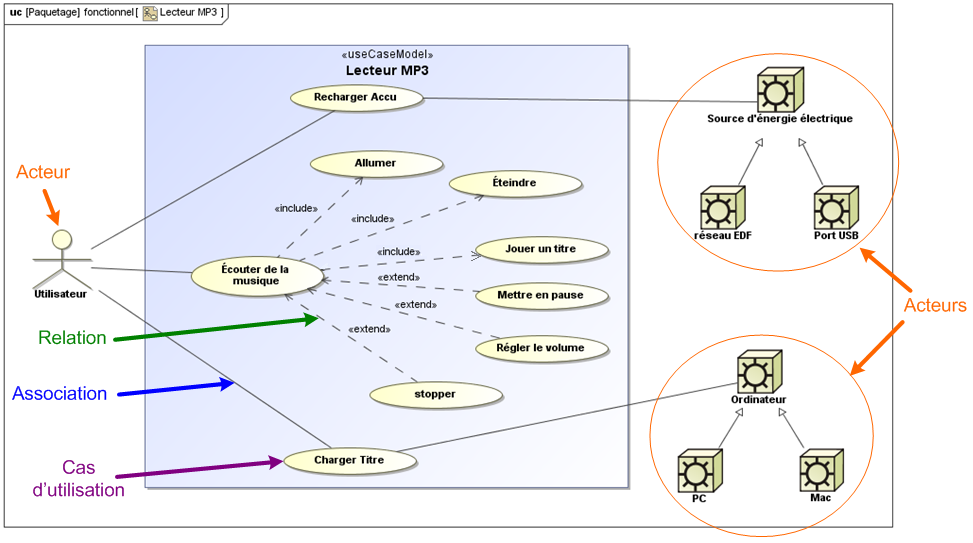 uc [Paquetage] fonctionnel [ Lecteur MP3 ]
«useCaseModel»
Lecteur MP3
Recharger Accu
Source d'énergie électrique
Allumer
Acteur
Éteindre
«include»
«include»
réseau EDF
Port USB
Jouer un titre
«include»
Écouter de la
musique
«extend»
Utilisateur
Mettre en pause
«extend»
Acteurs
«extend»
Relation
Régler le volume
Association
stopper
Ordinateur
Charger Titre
Cas
d'utilisation
PC
Mac